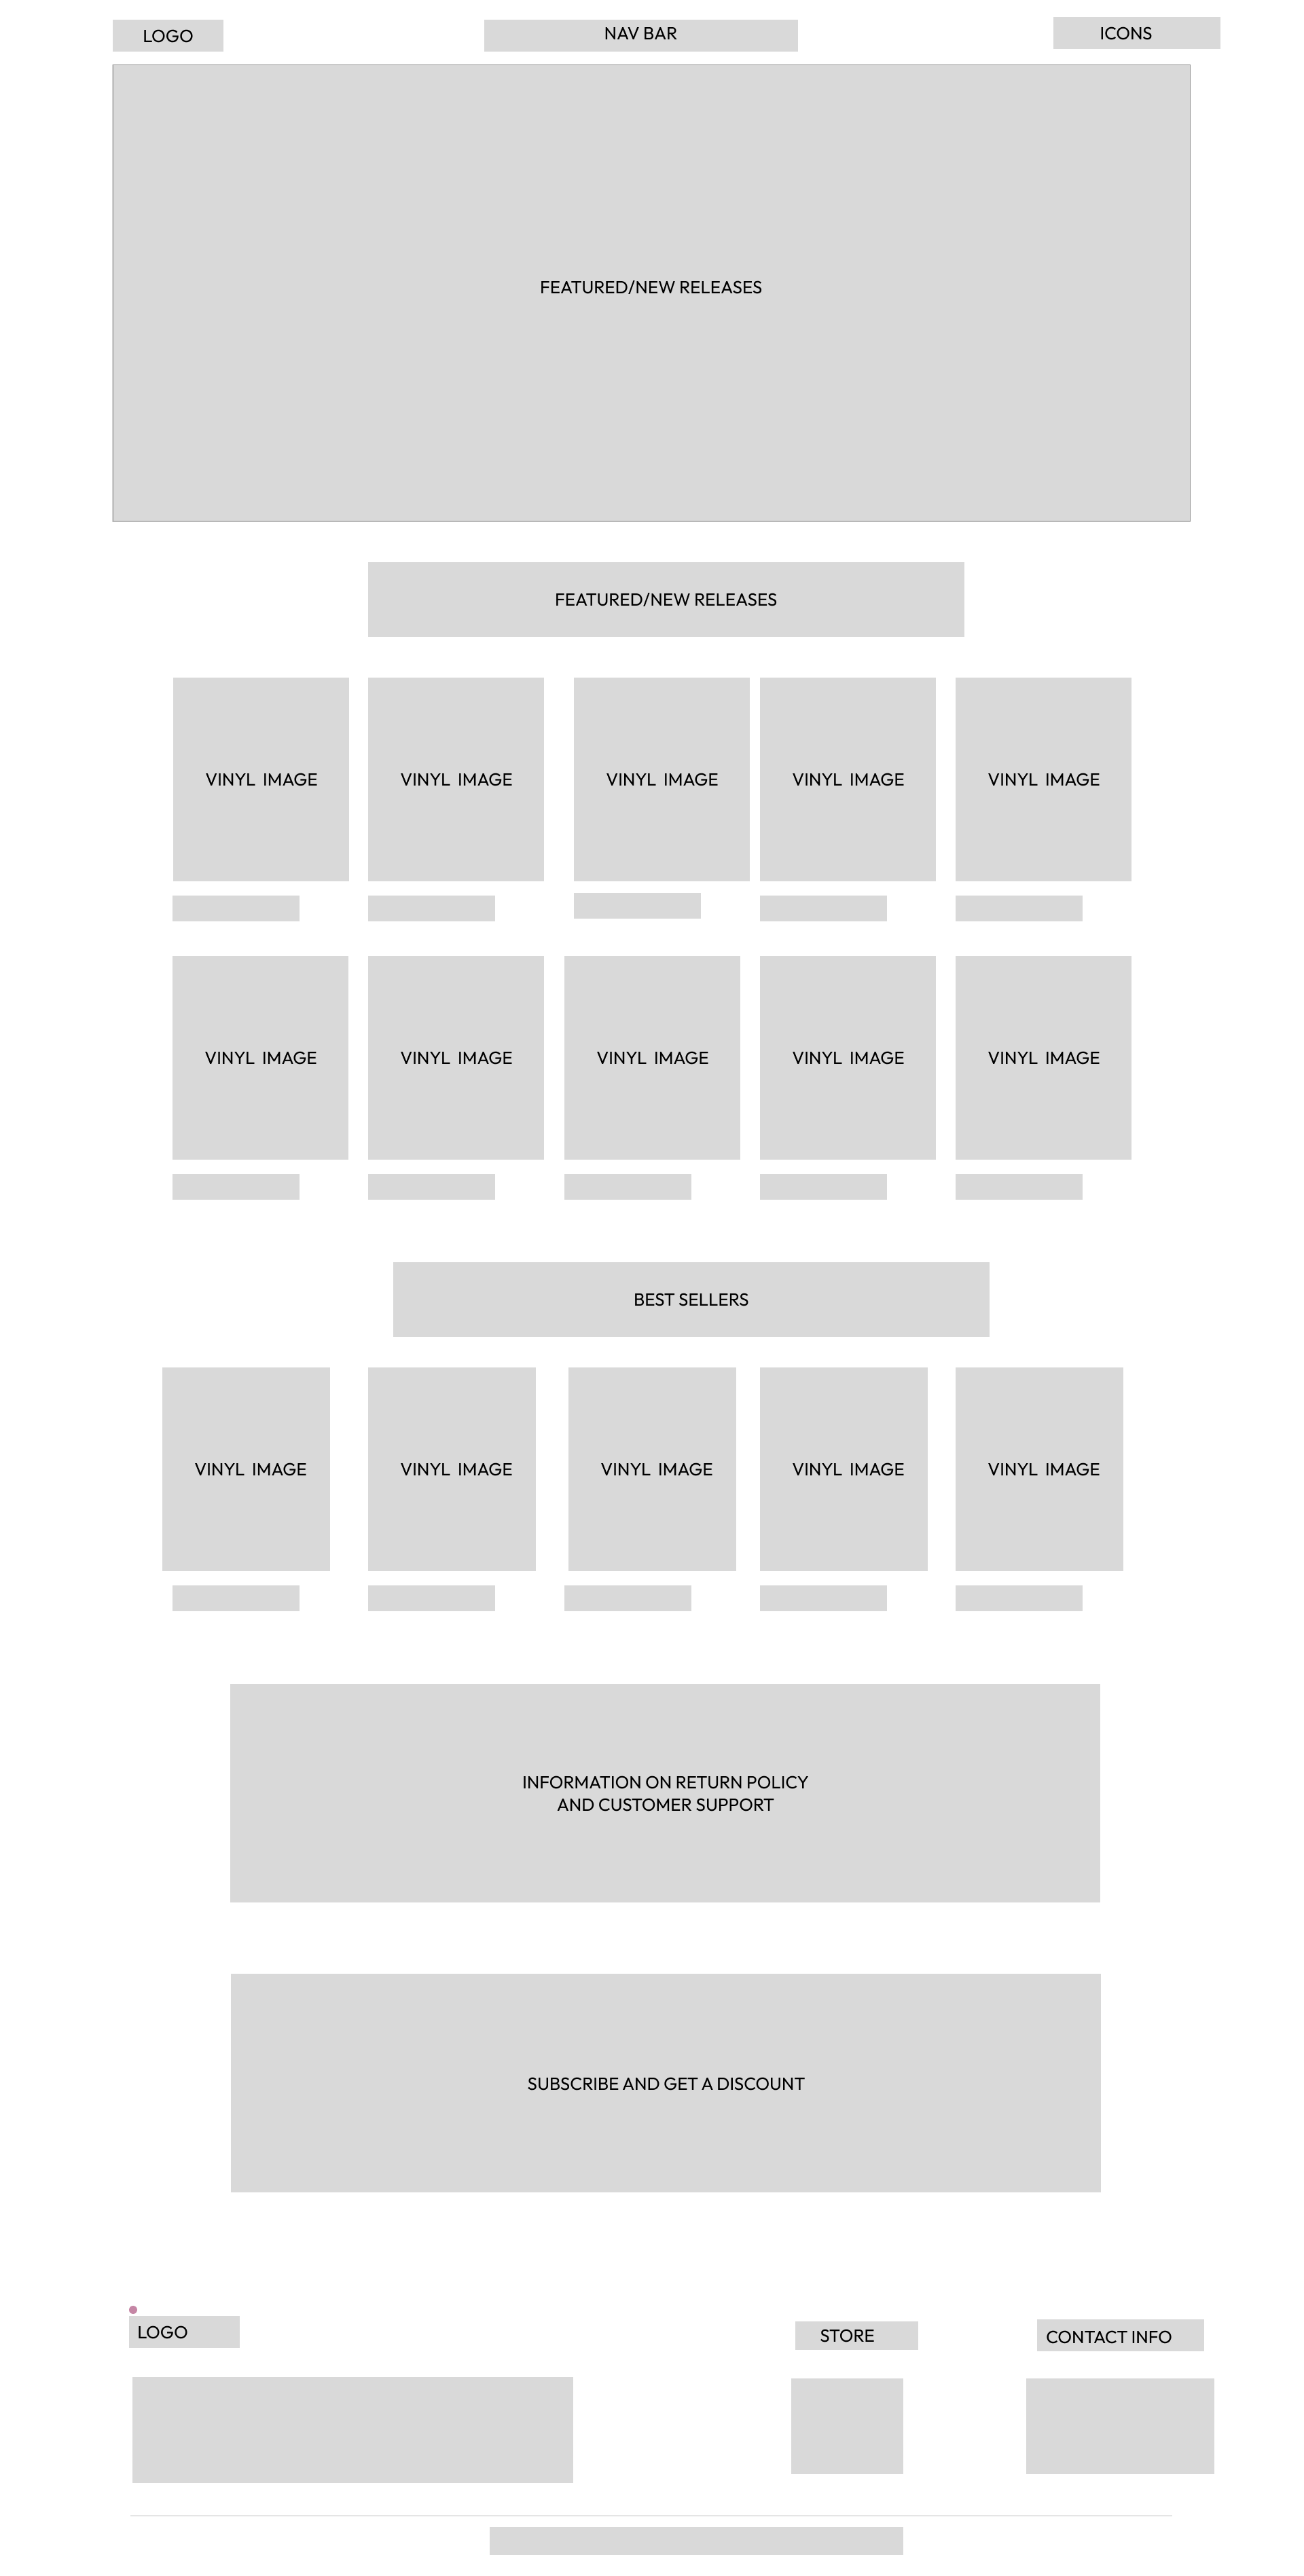 LOGO
NAV BAR
ICONS
FEATURED/NEW RELEASES
FEATURED/NEW RELEASES
VINYL IMAGE
VINYL IMAGE
VINYL IMAGE
VINYL IMAGE
VINYL IMAGE
VINYL IMAGE
VINYL IMAGE
VINYL IMAGE
VINYL IMAGE
VINYL IMAGE
BEST SELLERS
VINYL IMAGE
VINYL IMAGE
VINYL IMAGE
VINYL IMAGE
VINYL IMAGE
INFORMATION ON RETURN POLICY
AND CUSTOMER SUPPORT
SUBSCRIBE AND GET A DISCOUNT
LOGO
STORE
CONTACT INFO